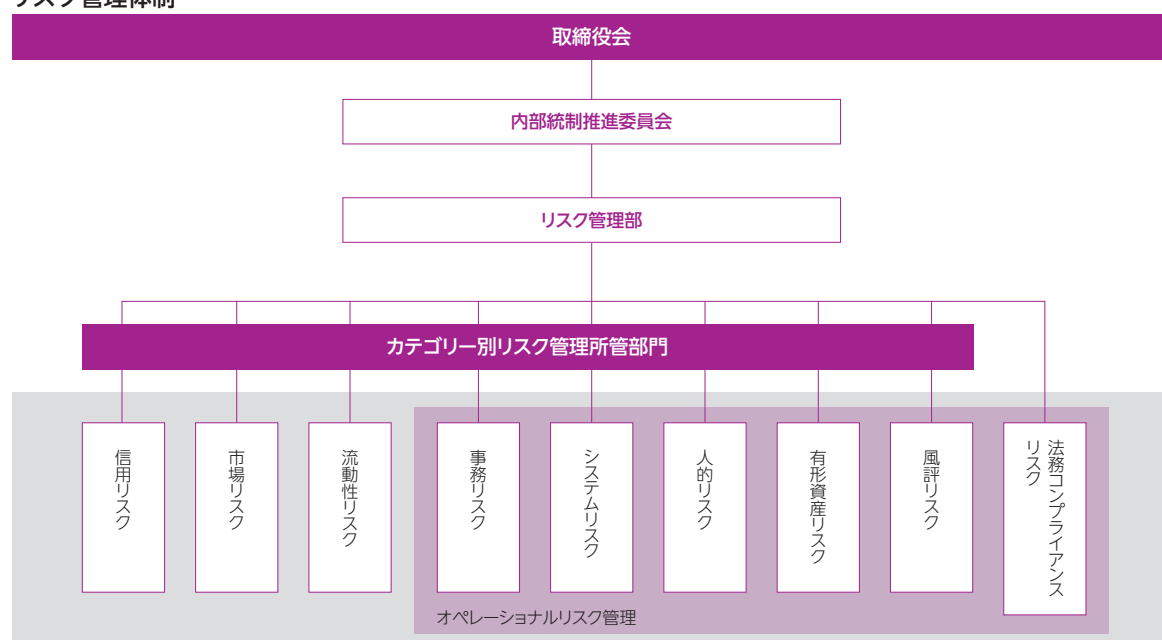 リスク管理体制
取締役会
内部統制推進委員会
リスク管理部
カテゴリー別リスク管理所管部門
信用リスク
市場リスク
流動性リスク
事務リスク
システムリスク
人的リスク
有形資産リスク
風評リスク
法務コンプライアンス
リスク
オペレーショナルリスク管理